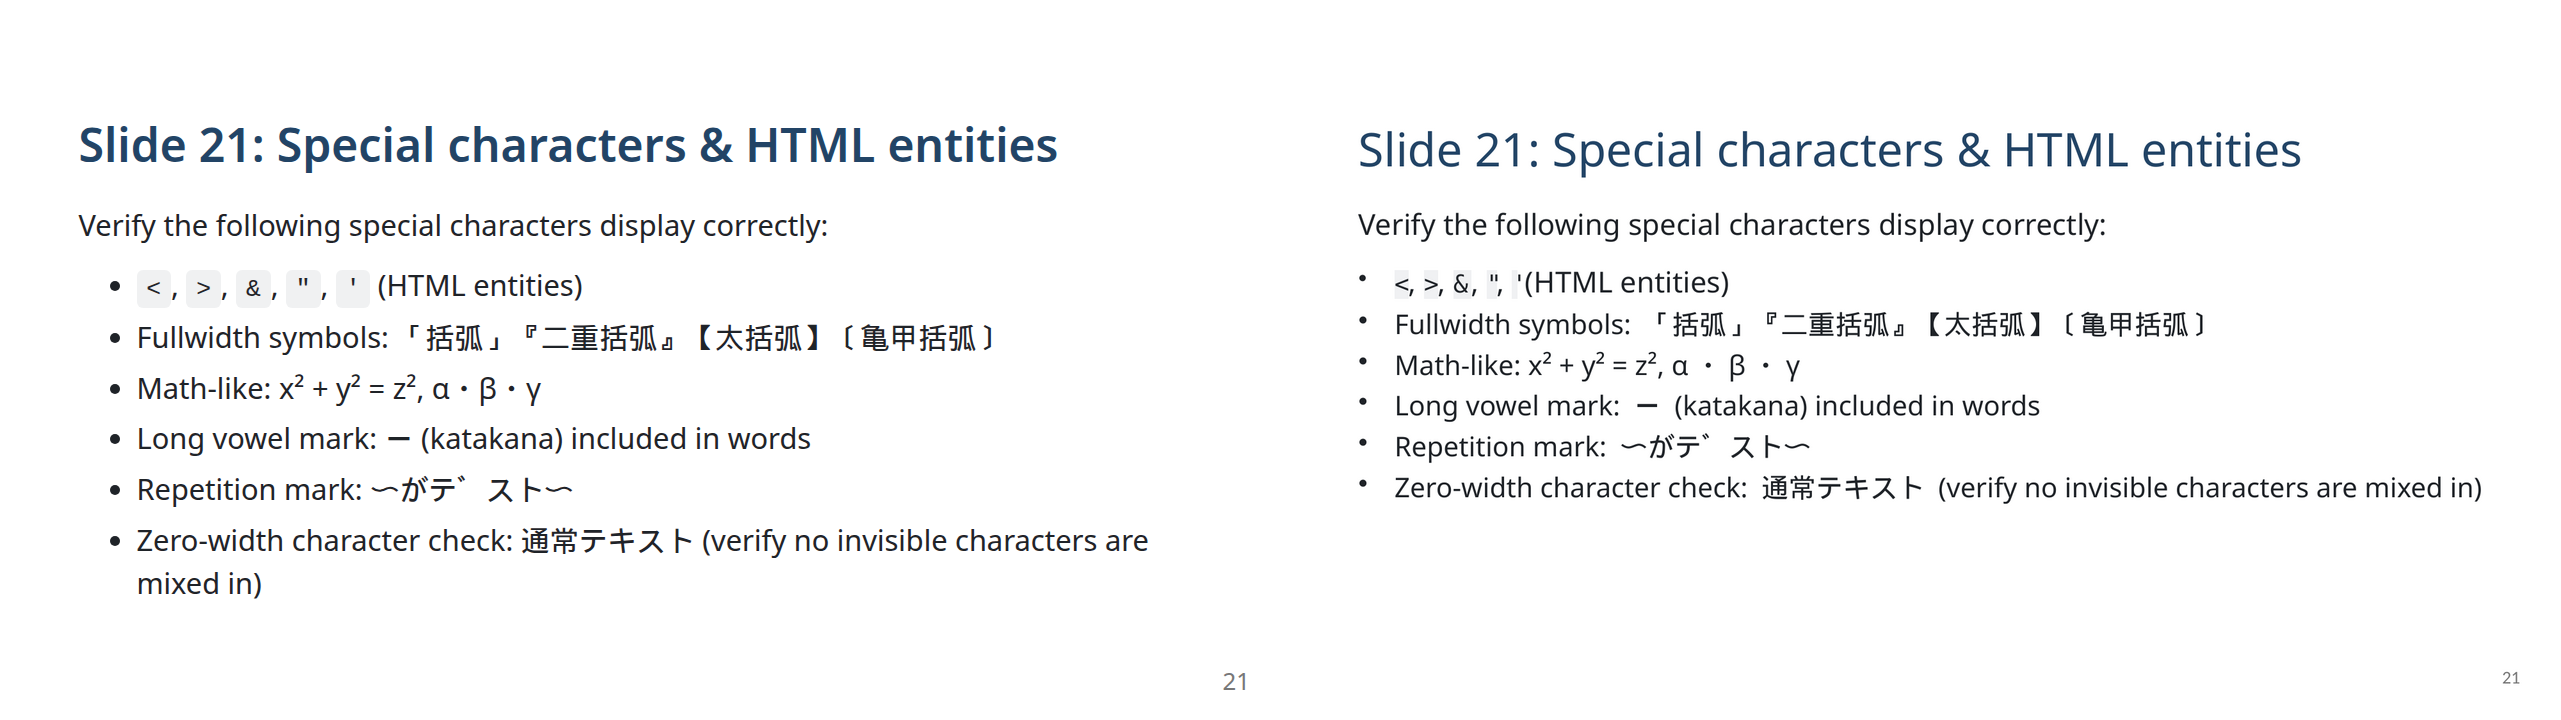 Slide 21: Special characters & HTML entities
Verify the following special characters display correctly:
• <, >, &, ", ' (HTML entities)
• Fullwidth symbols: 「括弧」『二重括弧』【太括弧】〔亀甲括弧〕
• Math-like: x² + y² = z², α・β・γ
• Long vowel mark: ー (katakana) included in words
• Repetition mark: 〜がテ゛スト〜
• Zero-width character check: 通常テキスト (verify no invisible characters are
mixed in)
21
Slide 21: Special characters & HTML entities
Verify the following special characters display correctly:
• <, >, &, ", '(HTML entities)
• Fullwidth symbols: 「括弧」『二重括弧』【太括弧】〔亀甲括弧〕
• Math-like: x² + y² = z², α・β・γ
• Long vowel mark: ー (katakana) included in words
• Repetition mark: 〜がテ゛スト〜
• Zero-width character check: 通常テキスト (verify no invisible characters are mixed in)
21